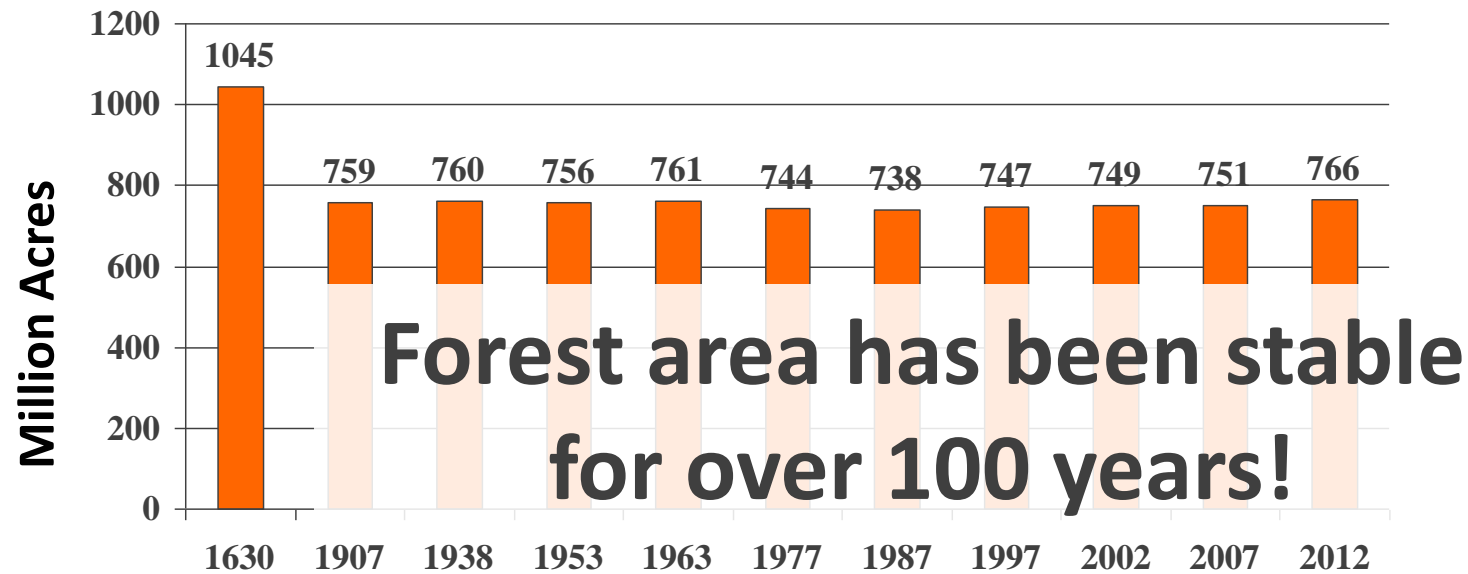 1200
1000
800
600
400
200
0
Million Acres
1045
759 760 756 761 744 738 747 749 751 766
Forest area has been stable
for over 100 years!
1630 1907 1938 1953 1963 1977 1987 1997 2002 2007 2012